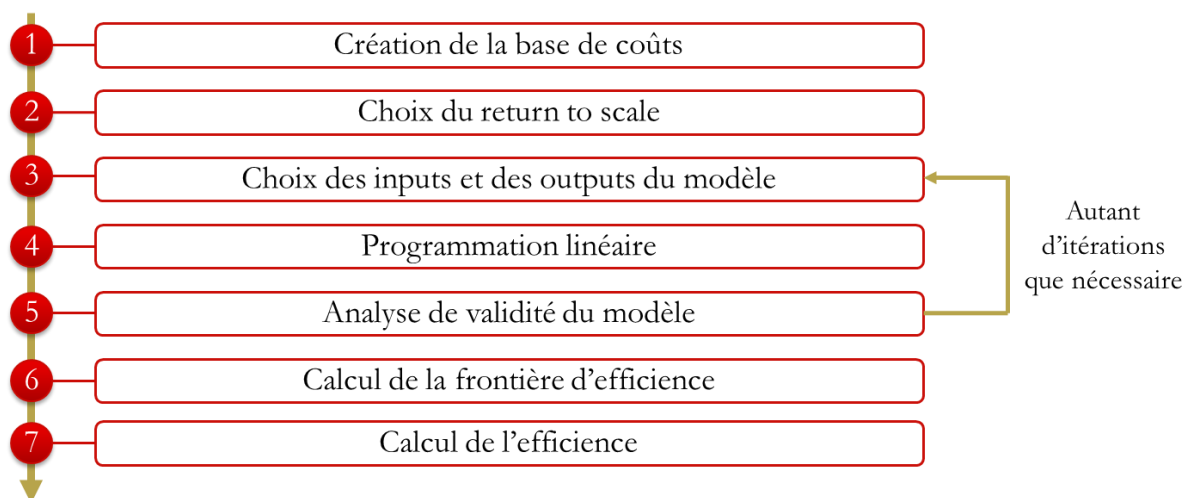 1
Création de la base de coûts
2
Choix du return to scale
3
Choix des inputs et des outputs du modèle
4
Programmation linéaire
5
Analyse de validité du modèle
6
Calcul de la frontière d’efficience
7
Calcul de l’efficience
Autant
d’itérations
que nécessaire